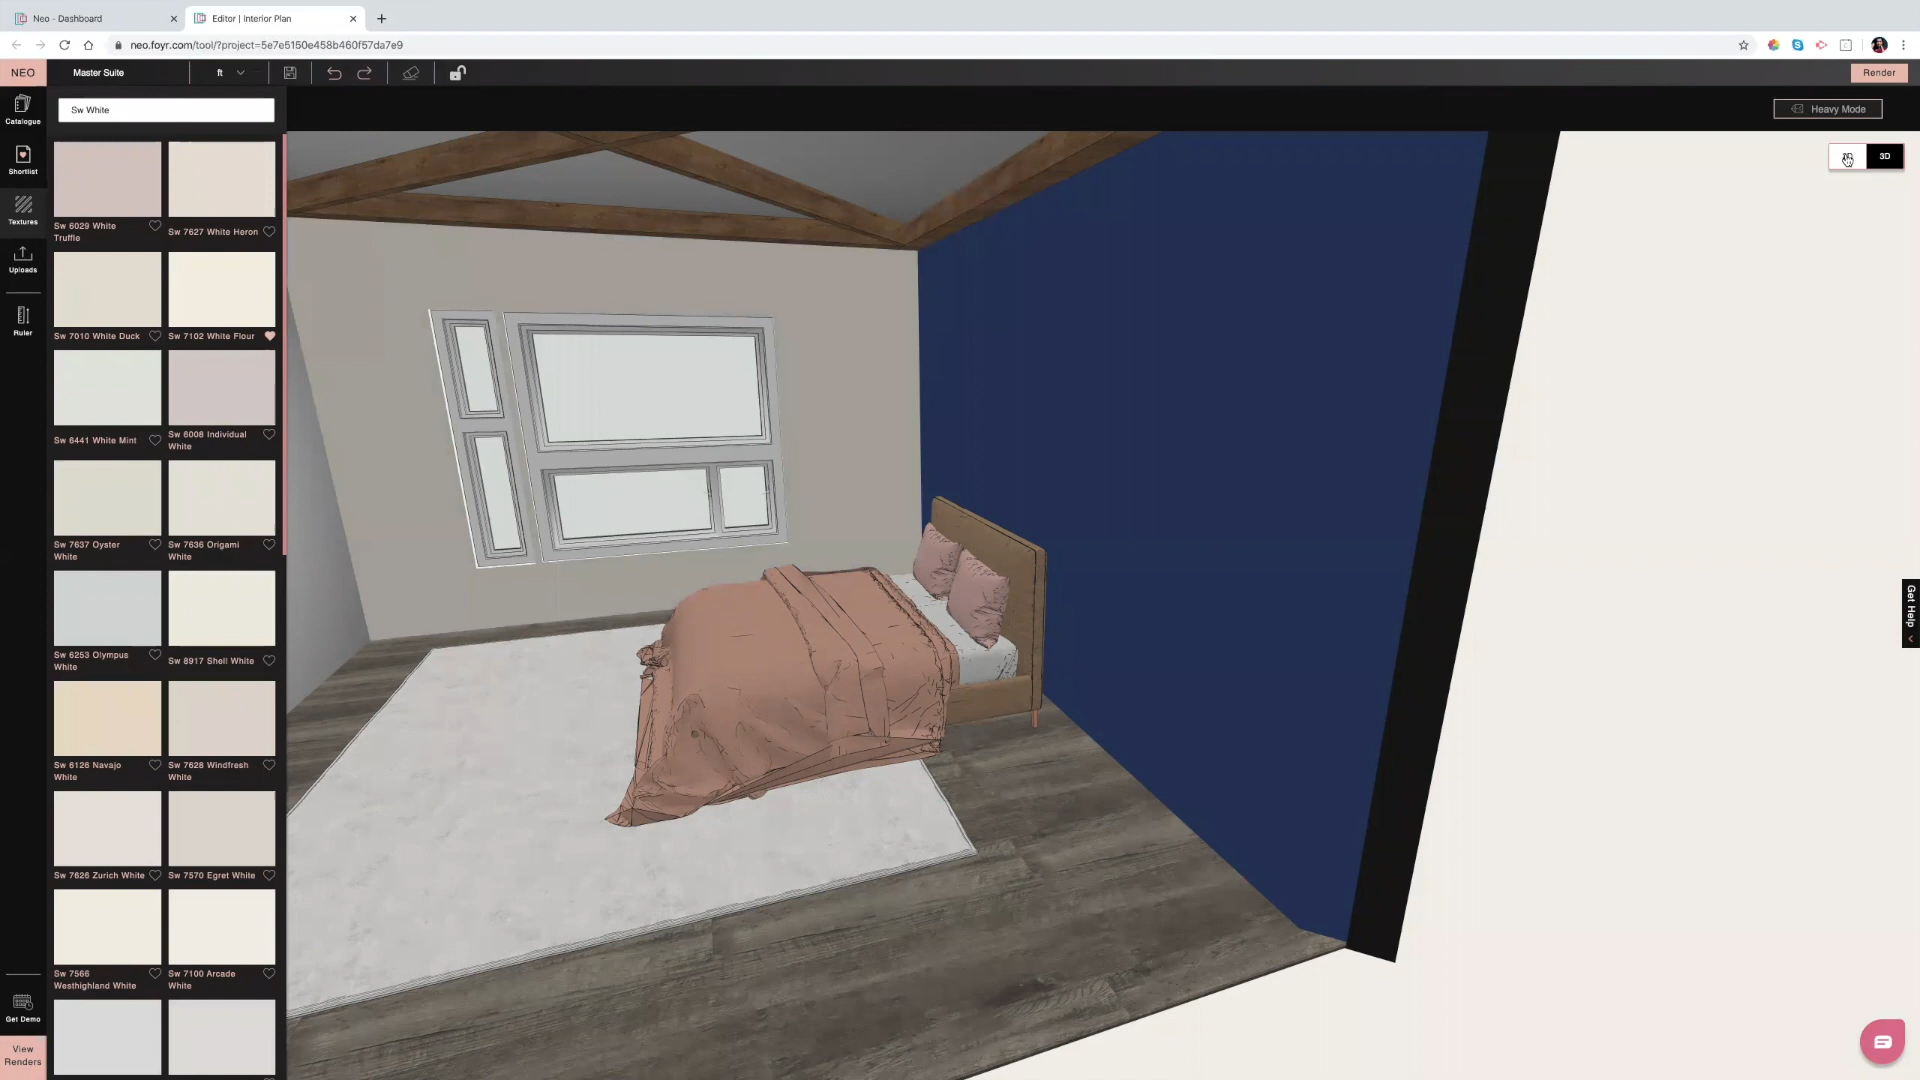 Neo - Dashboard
Editor | Interior Plan
neo.foyr.com/tool/?project=5e7e5150e458b460f57da7e9
NEO
Master Suite
ft
Render
Catalogue
Sw White
Heavy Mode
3D
Shortlist
Textures
Uploads
Ruler
Sw 6029 White
Truffle
Sw 7627 White Heron
Sw 7010 White Duck
Sw 7102 White Flour
Sw 6441 White Mint
Sw 6008 Individual
White
Sw 7637 Oyster
White
Sw 7636 Origami
White
Sw 6253 Olympus
White
Sw 8917 Shell White
Sw 6126 Navajo
White
Sw 7628 Windfresh
White
Sw 7626 Zurich White
Sw 7570 Egret White
Sw 7566
Westhighland White
Sw 7100 Arcade
White
Get Help
Get Demo
View
Renders